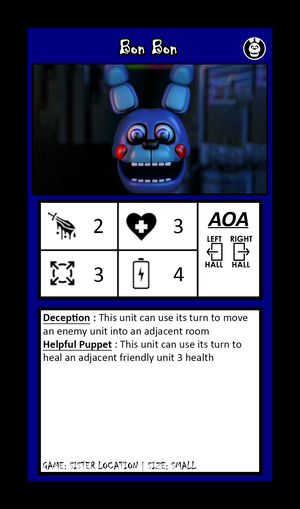 Bon Bon
2
3
AOA
LEFT RIGHT
HALL HALL
3
4
Deception : This unit can use its turn to move
an enemy unit into an adjacent room
Helpful Puppet : This unit can use its turn to
heal an adjacent friendly unit 3 health
GAME: SISTER LOCATION | SIZE: SMALL